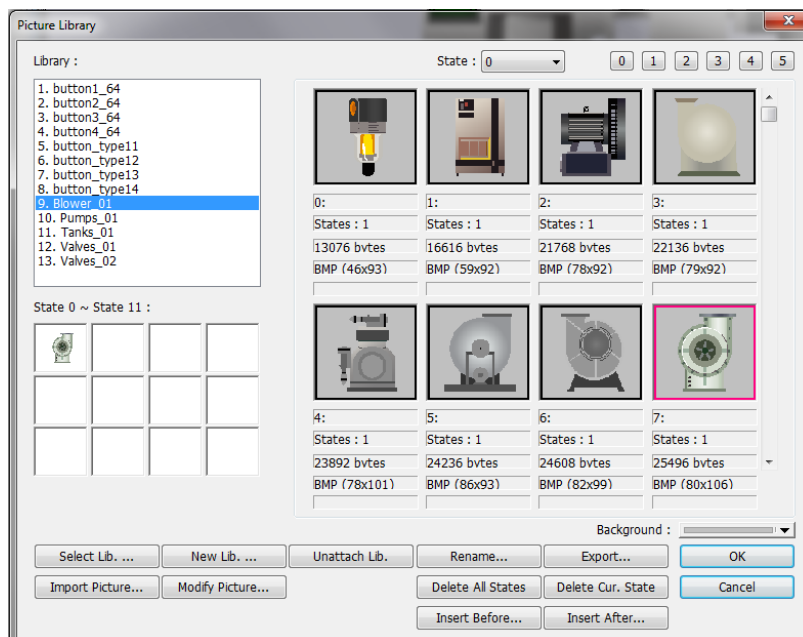 Picture Library
Library :
State : 0
0 1 2 3 4 5
1. button1_64
2. button2_64
3. button3_64
4. button4_64
5. button_type11
6. button_type12
7. button_type13
8. button_type14
9. Blower_01
10. Pumps_01
11. Tanks_01
12. Valves_01
13. Valves_02
0: 1: 2: 3:
States : 1 States : 1 States : 1 States : 1
13076 bytes 16616 bytes 21768 bytes 22136 bytes
BMP (46x93) BMP (59x92) BMP (78x92) BMP (79x92)
State 0 ~ State 11 :
4: 5: 6: 7:
States : 1 States : 1 States : 1 States : 1
23892 bytes 24236 bytes 24608 bytes 25496 bytes
BMP (78x101) BMP (86x93) BMP (82x99) BMP (80x106)
Background :
Select Lib. ... New Lib. ... Unattach Lib. Rename... Export... OK
Import Picture... Modify Picture... Delete All States Delete Cur. State Cancel
Insert Before... Insert After...